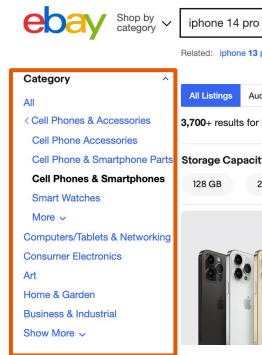 ebay
Shop by
category
iphone 14 pro
Related: iphone 13
Category
All
Cell Phones & Accessories
Cell Phone Accessories
Cell Phone & Smartphone Parts
Cell Phones & Smartphones
Smart Watches
More
Computers/Tablets & Networking
Consumer Electronics
Art
Home & Garden
Business & Industrial
Show More
All Listings
3,700+ results for
Storage
128 GB